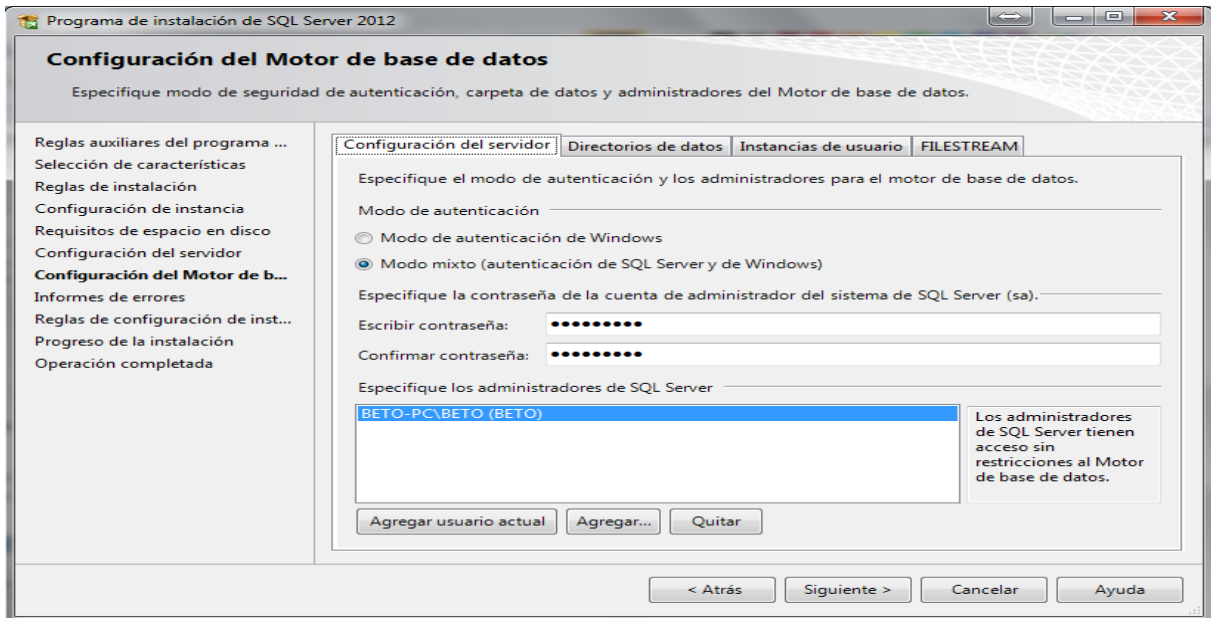 Programa de instalación de SQL Server 2012
Configuración del Motor de base de datos
Especifique modo de seguridad de autenticación, carpeta de datos y administradores del Motor de base de datos.
Reglas auxiliares del programa ...
Selección de características
Reglas de instalación
Configuración de instancia
Requisitos de espacio en disco
Configuración del servidor
Configuración del Motor de b...
Informes de errores
Reglas de configuración de inst...
Progreso de la instalación
Operación completada
Configuración del servidor Directorios de datos Instancias de usuario FILESTREAM
Especifique el modo de autenticación y los administradores para el motor de base de datos.
Modo de autenticación
Modo de autenticación de Windows
Modo mixto (autenticación de SQL Server y de Windows)
Especifique la contraseña de la cuenta de administrador del sistema de SQL Server (sa).
Escribir contraseña: •••••••••
Confirmar contraseña: •••••••••
Especifique los administradores de SQL Server
BETO-PC\BETO (BETO)
Los administradores
de SQL Server tienen
acceso sin
restricciones al Motor
de base de datos.
Agregar usuario actual Agregar... Quitar
< Atrás Siguiente > Cancelar Ayuda